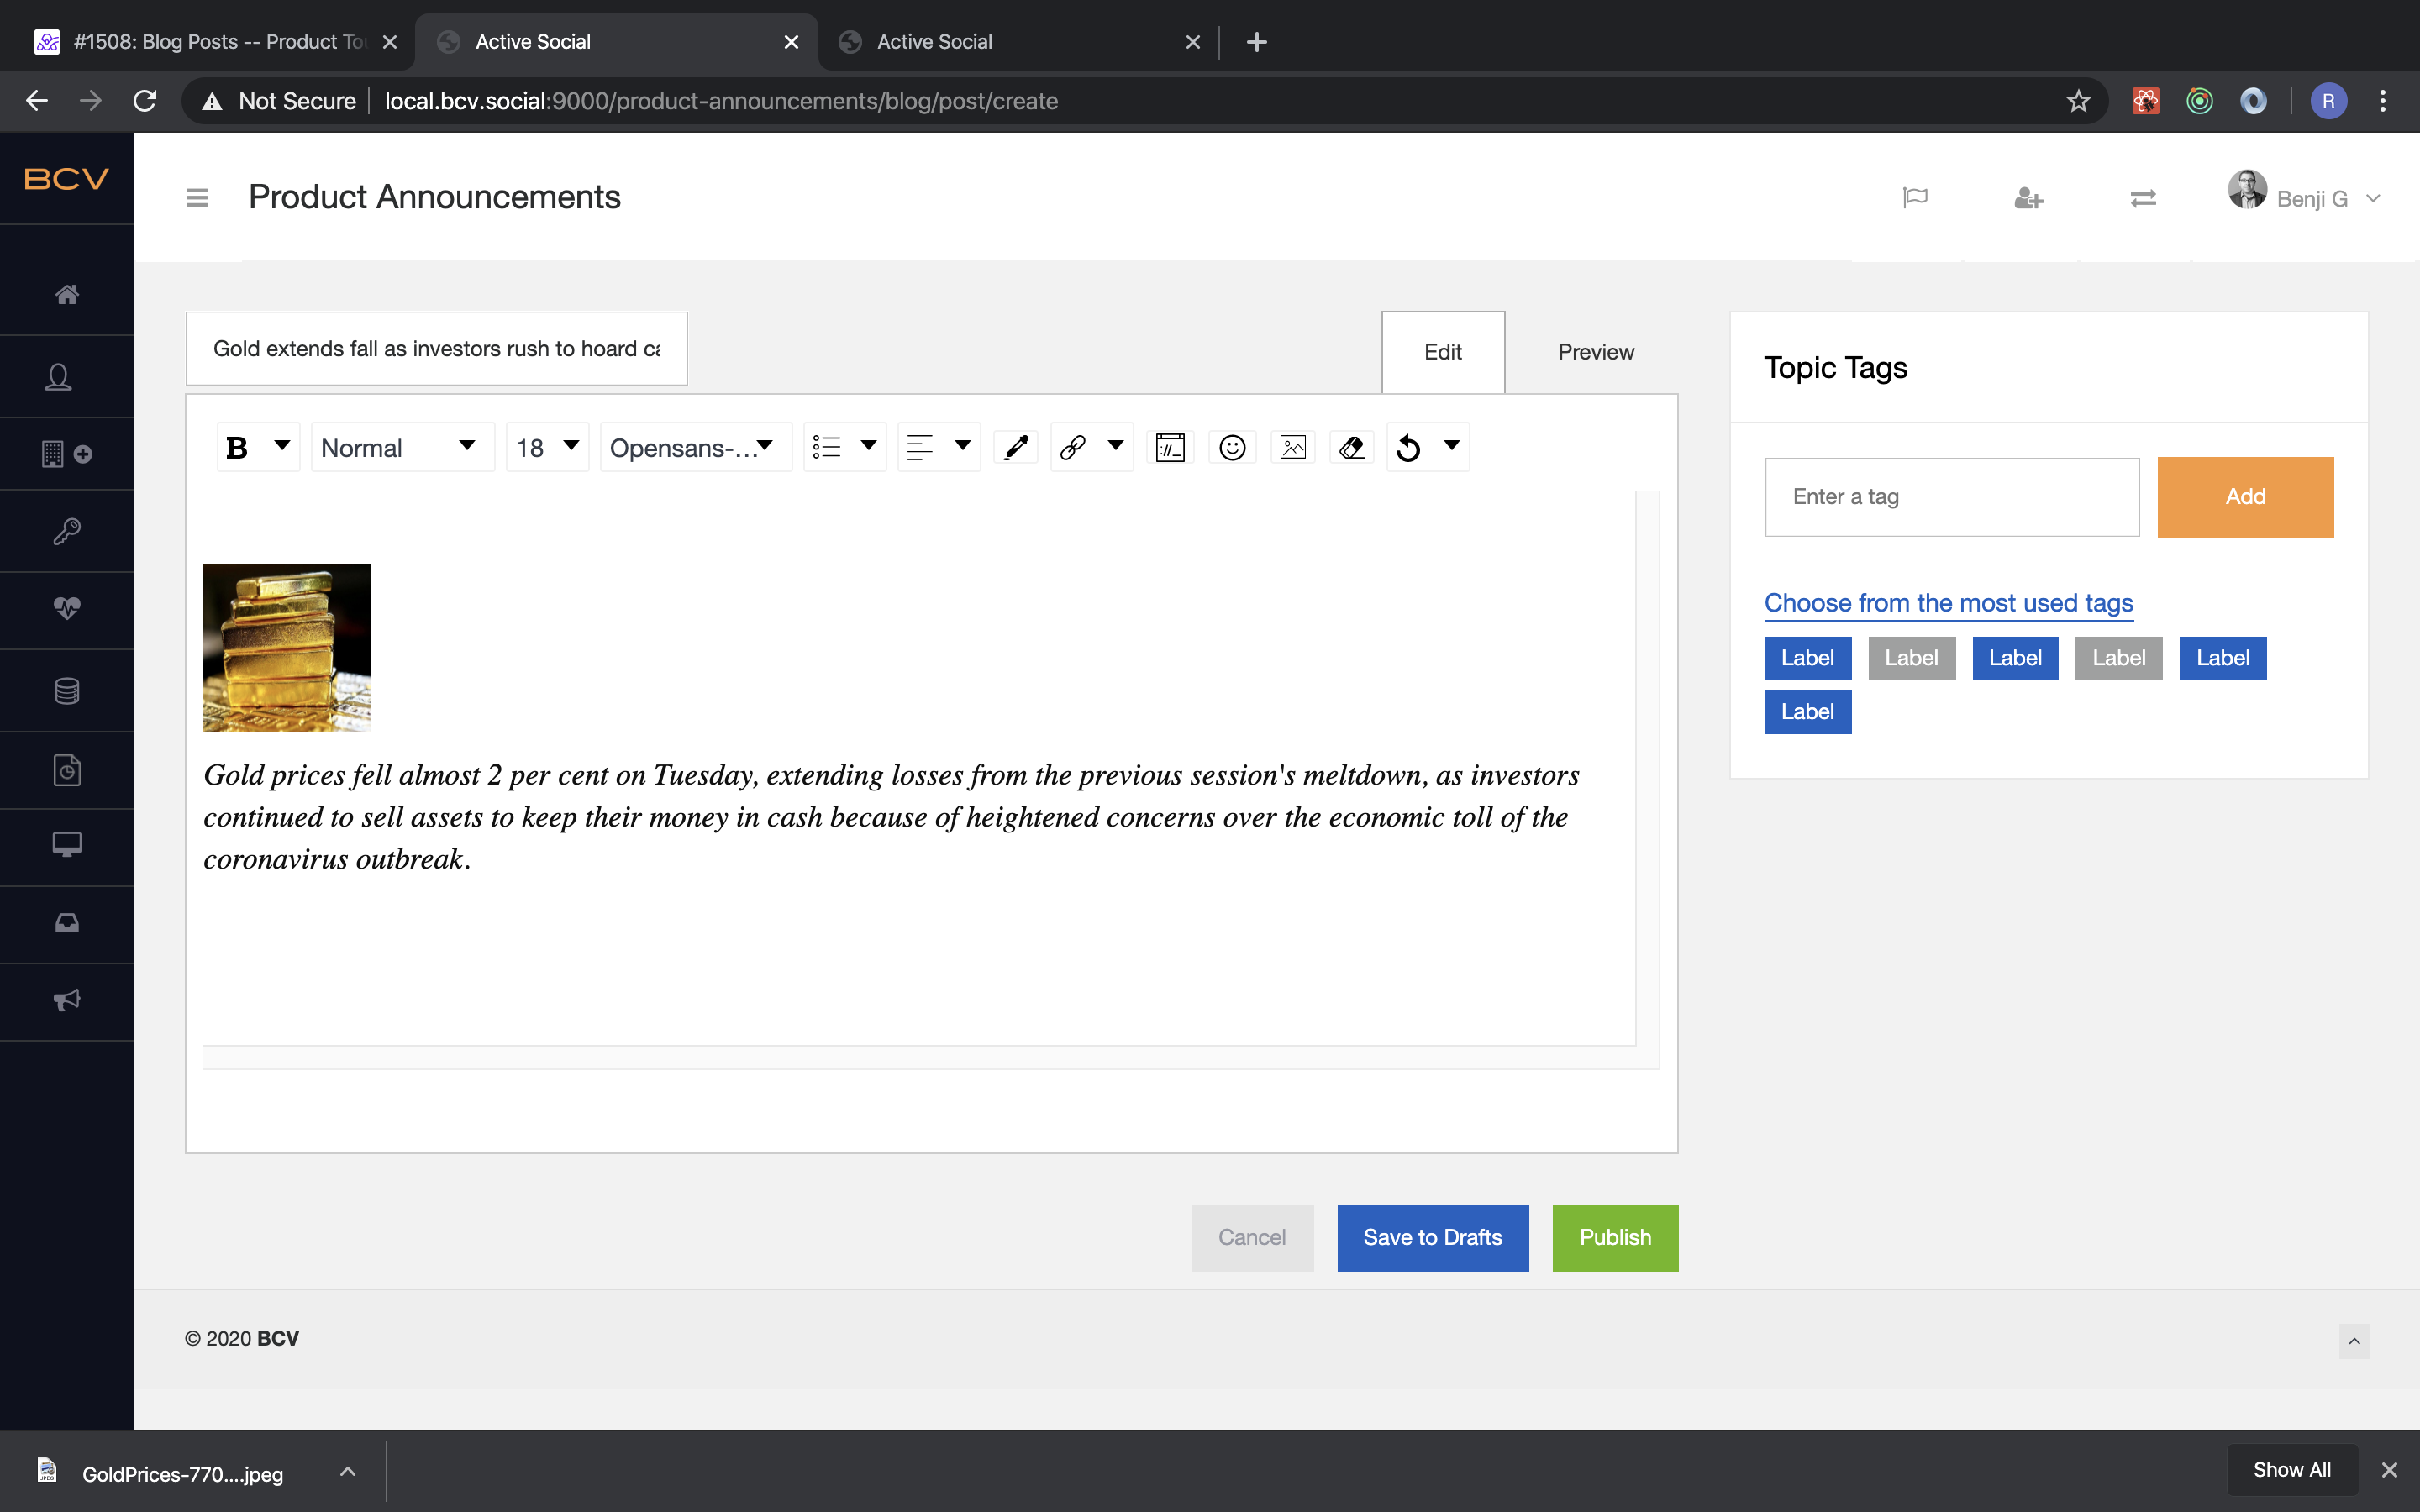 #1508: Blog Posts -- Product To
Active Social
Active Social
Not Secure
local.bcv.social:9000/product-announcements/blog/post/create
R
BCV
Product Announcements
Benji G
Gold extends fall as investors rush to hoard ca
Edit
Preview
B
Normal
18
Opensans-...
Gold prices fell almost 2 per cent on Tuesday, extending losses from the previous session's meltdown, as investors
continued to sell assets to keep their money in cash because of heightened concerns over the economic toll of the
coronavirus outbreak.
Topic Tags
Enter a tag
Add
Choose from the most used tags
Label Label Label Label Label
Label
Cancel
Save to Drafts
Publish
© 2020 BCV
GoldPrices-770....jpeg
Show All